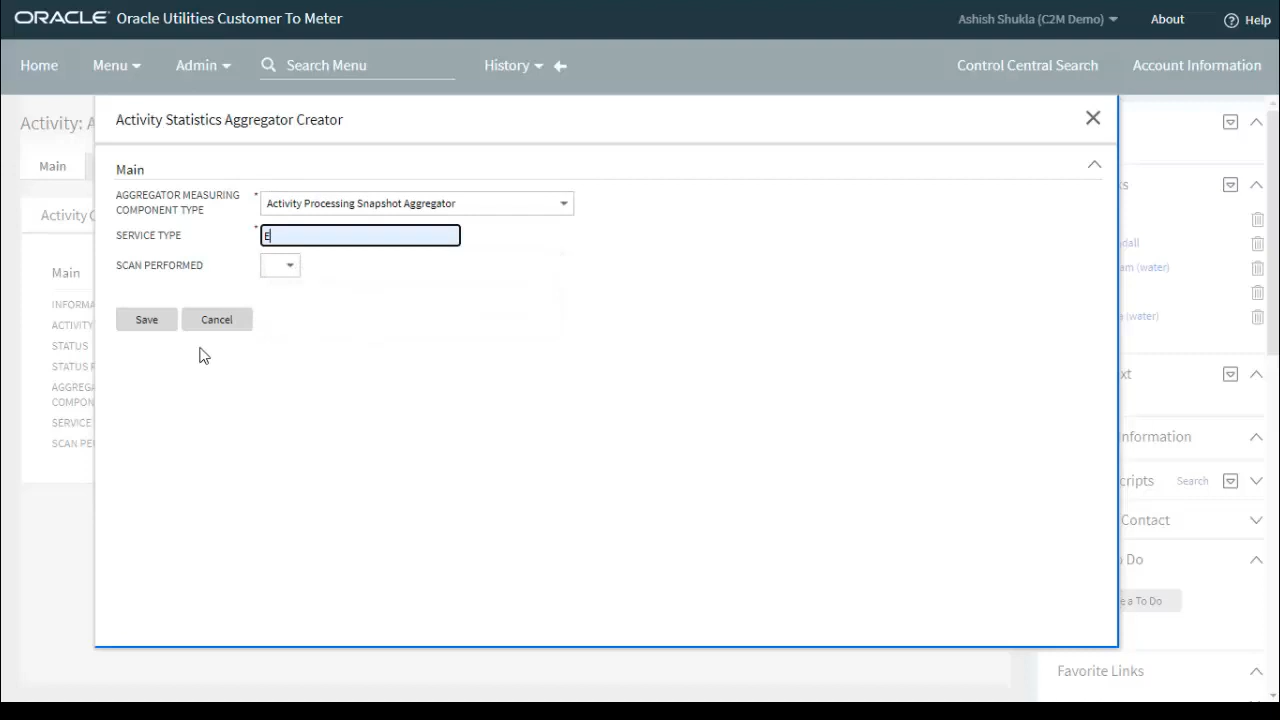 ORACLE Oracle Utilities Customer To Meter
Ashish Shukla (C2M Demo) About Help
Home Menu Admin Search Menu History Control Central Search Account Information
Activity: A
Activity Statistics Aggregator Creator
Main
Main
AGGREGATOR MEASURING
COMPONENT TYPE
* Activity Processing Snapshot Aggregator
SERVICE TYPE
* E
SCAN PERFORMED
Save Cancel
Activity C
Main
INFORMA
ACTIVITY
STATUS
STATUS R
AGGREGA
COMPON
SERVICE
SCAN PE
ks
dall
am (water)
e (water)
xt
nformation
cripts Search
Contact
o Do
e a To Do
Favorite Links